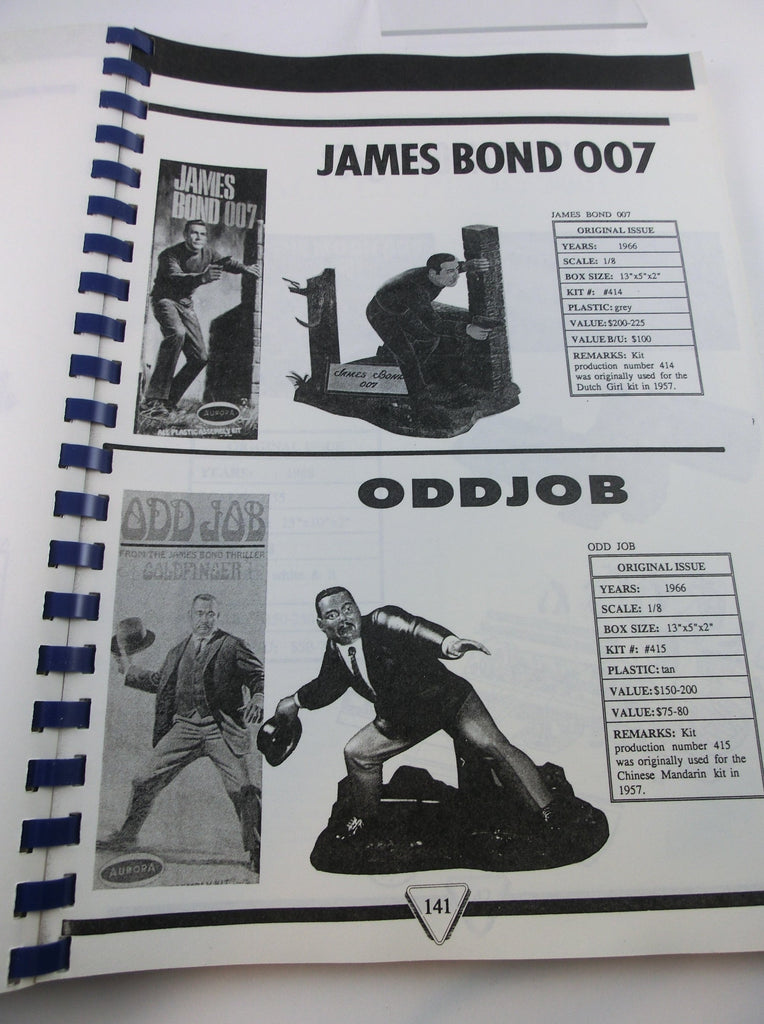 JAMES BOND 007
JAMES
BOND 007
AURORA
ALL PLASTIC ASSEMBLY KIT
James Bond
007
JAMES BOND 007
ORIGINAL ISSUE
YEARS: 1966
SCALE: 1/8
BOX SIZE: 13"x5"x2"
KIT #: #414
PLASTIC: grey
VALUE: $200-225
VALUE B/U: $100
REMARKS: Kit
production number 414
was originally used for the
Dutch Girl kit in 1957.
ODDJOB
ODD JOB
FROM THE JAMES BOND THRILLER
GOLDFINGER
AURORA
ODD JOB
ORIGINAL ISSUE
YEARS: 1966
SCALE: 1/8
BOX SIZE: 13"x5"x2"
KIT #: #415
PLASTIC: tan
VALUE: $150-200
VALUE: $75-80
REMARKS: Kit
production number 415
was originally used for the
Chinese Mandarin kit in
1957.
141